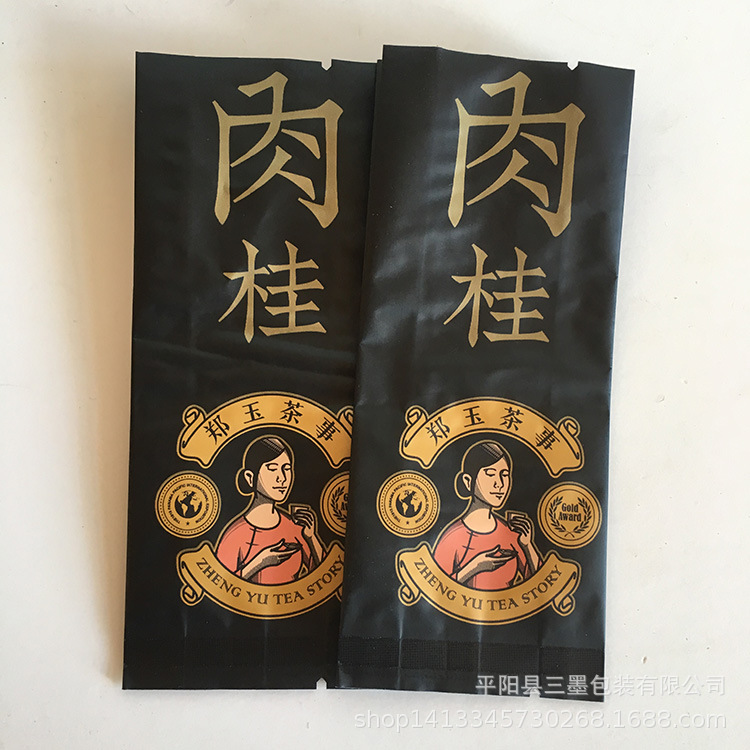 肉
桂
郑玉茶事
ZHENG YU TEA STORY
肉
桂
郑玉茶事
Gold
Award
ZHENG YU TEA STORY
平阳县三墨包装有限公司
shop1413345730268.1688.com